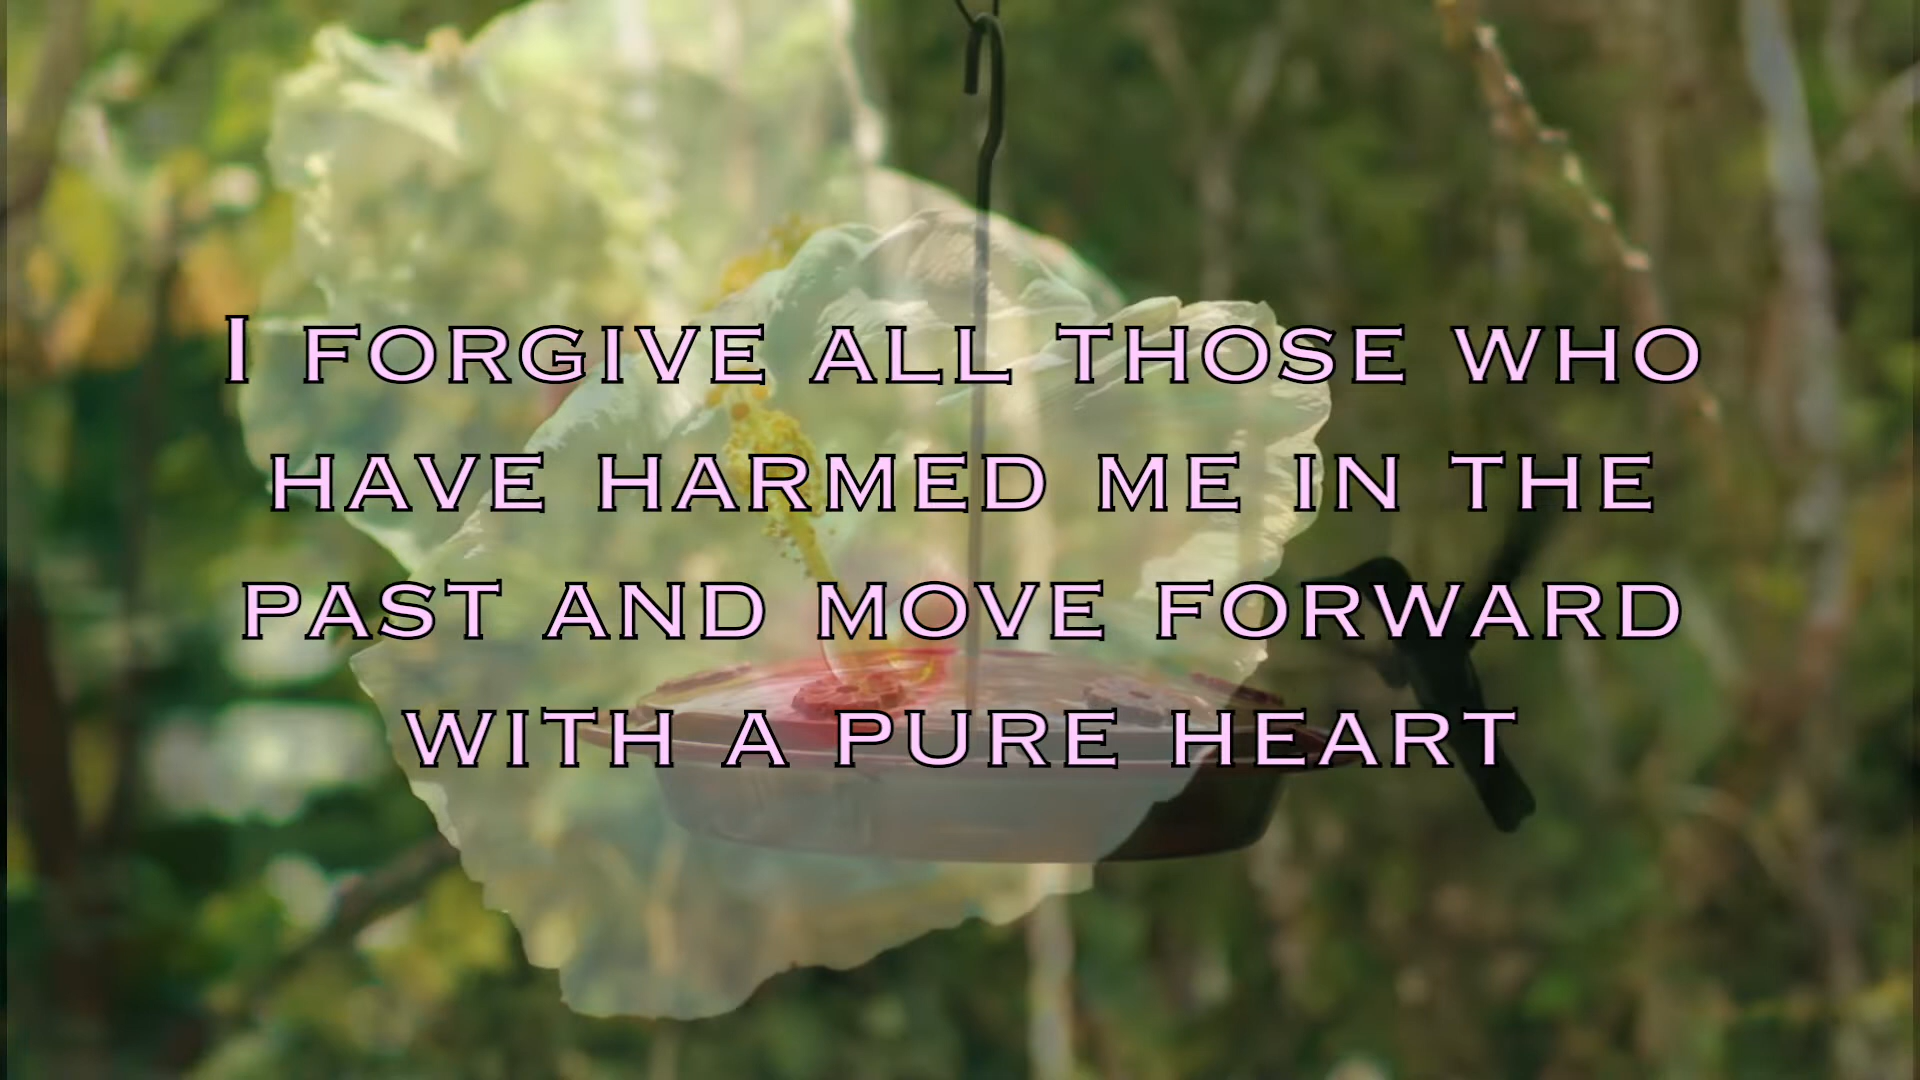 I FORGIVE ALL THOSE WHO
HAVE HARMED ME IN THE
PAST AND MOVE FORWARD
WITH A PURE HEART